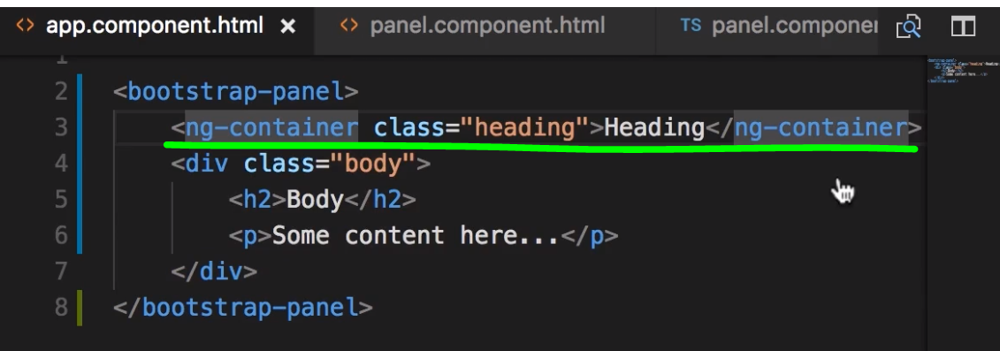 app.component.html × panel.component.html TS panel.componen
1
2 <bootstrap-panel>
3 <ng-container class="heading">Heading</ng-container>
4 <div class="body">
5 <h2>Body</h2>
6 <p>Some content here...</p>
7 </div>
8 </bootstrap-panel>